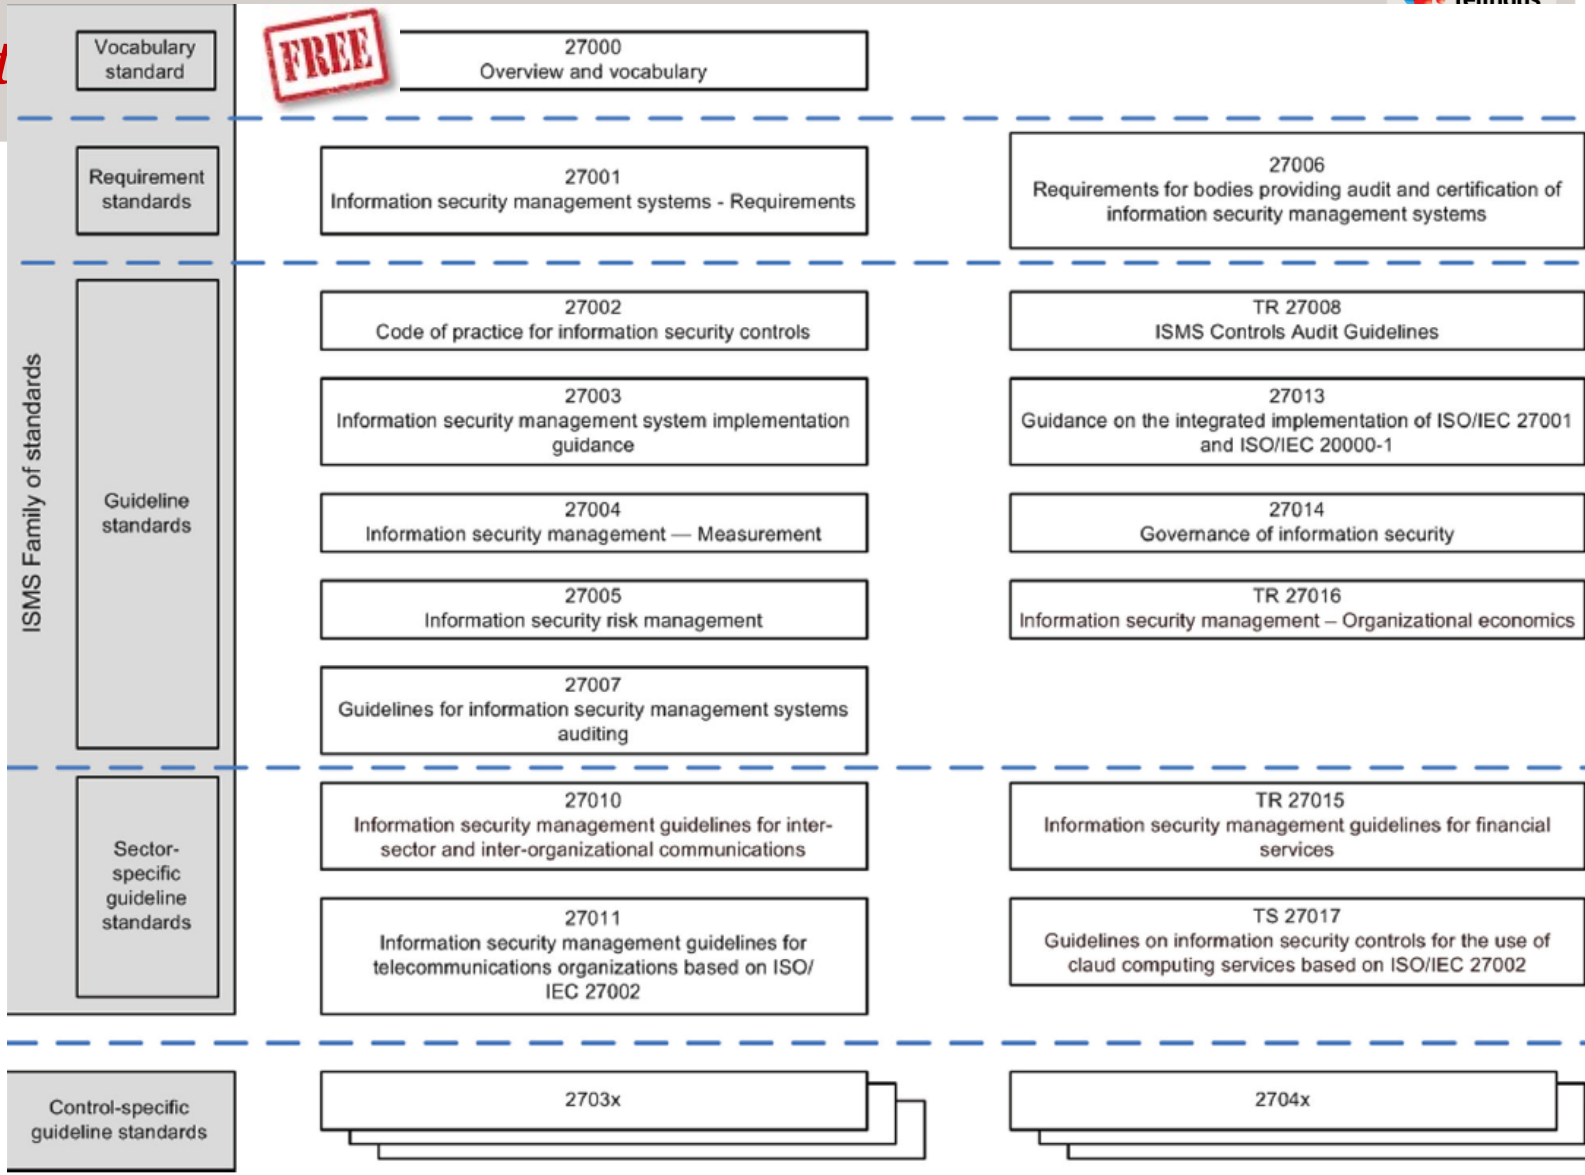 Vocabulary
standard
FREE
27000
Overview and vocabulary
Requirement
standards
27001
Information security management systems - Requirements
27006
Requirements for bodies providing audit and certification of
information security management systems
ISMS Family of standards
Guideline
standards
27002
Code of practice for information security controls
TR 27008
ISMS Controls Audit Guidelines
27003
Information security management system implementation
guidance
27013
Guidance on the integrated implementation of ISO/IEC 27001
and ISO/IEC 20000-1
27004
Information security management — Measurement
27014
Governance of information security
27005
Information security risk management
TR 27016
Information security management – Organizational economics
27007
Guidelines for information security management systems
auditing
Sector-
specific
guideline
standards
27010
Information security management guidelines for inter-
sector and inter-organizational communications
TR 27015
Information security management guidelines for financial
services
27011
Information security management guidelines for
telecommunications organizations based on ISO/
IEC 27002
TS 27017
Guidelines on information security controls for the use of
claud computing services based on ISO/IEC 27002
Control-specific
guideline standards
2703x
2704x